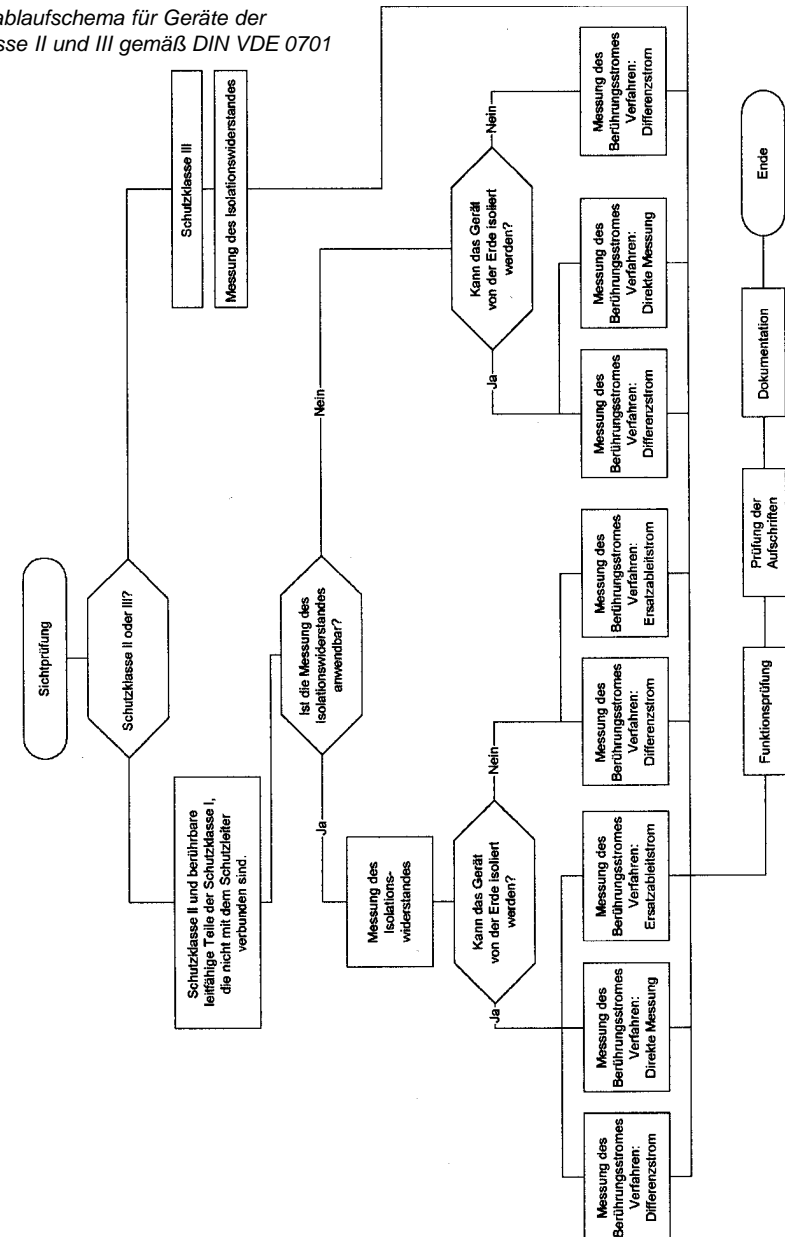 ablaufschema für Geräte der
sse II und III gemäß DIN VDE 0701
Sichtprüfung
Schutzklasse II oder III?
Schutzklasse III
Messung des Isolationswiderstandes
Schutzklasse II und berührbare
leitfähige Teile der Schutzklasse I,
die nicht mit dem Schutzleiter
verbunden sind.
Ist die Messung des
Isolationswiderstandes
anwendbar?
Ja
Nein
Messung des
Isolations-
widerstandes
Kann das Gerät
von der Erde isoliert
werden?
Ja
Nein
Kann das Gerät
von der Erde isoliert
werden?
Ja
Nein
Messung des
Berührungsstromes
Verfahren:
Differenzstrom
Messung des
Berührungsstromes
Verfahren:
Direkte Messung
Messung des
Berührungsstromes
Verfahren:
Ersatzableitstrom
Messung des
Berührungsstromes
Verfahren:
Differenzstrom
Messung des
Berührungsstromes
Verfahren:
Ersatzableitstrom
Messung des
Berührungsstromes
Verfahren:
Differenzstrom
Messung des
Berührungsstromes
Verfahren:
Direkte Messung
Messung des
Berührungsstromes
Verfahren:
Differenzstrom
Funktionsprüfung
Prüfung der
Aufschriften
Dokumentation
Ende